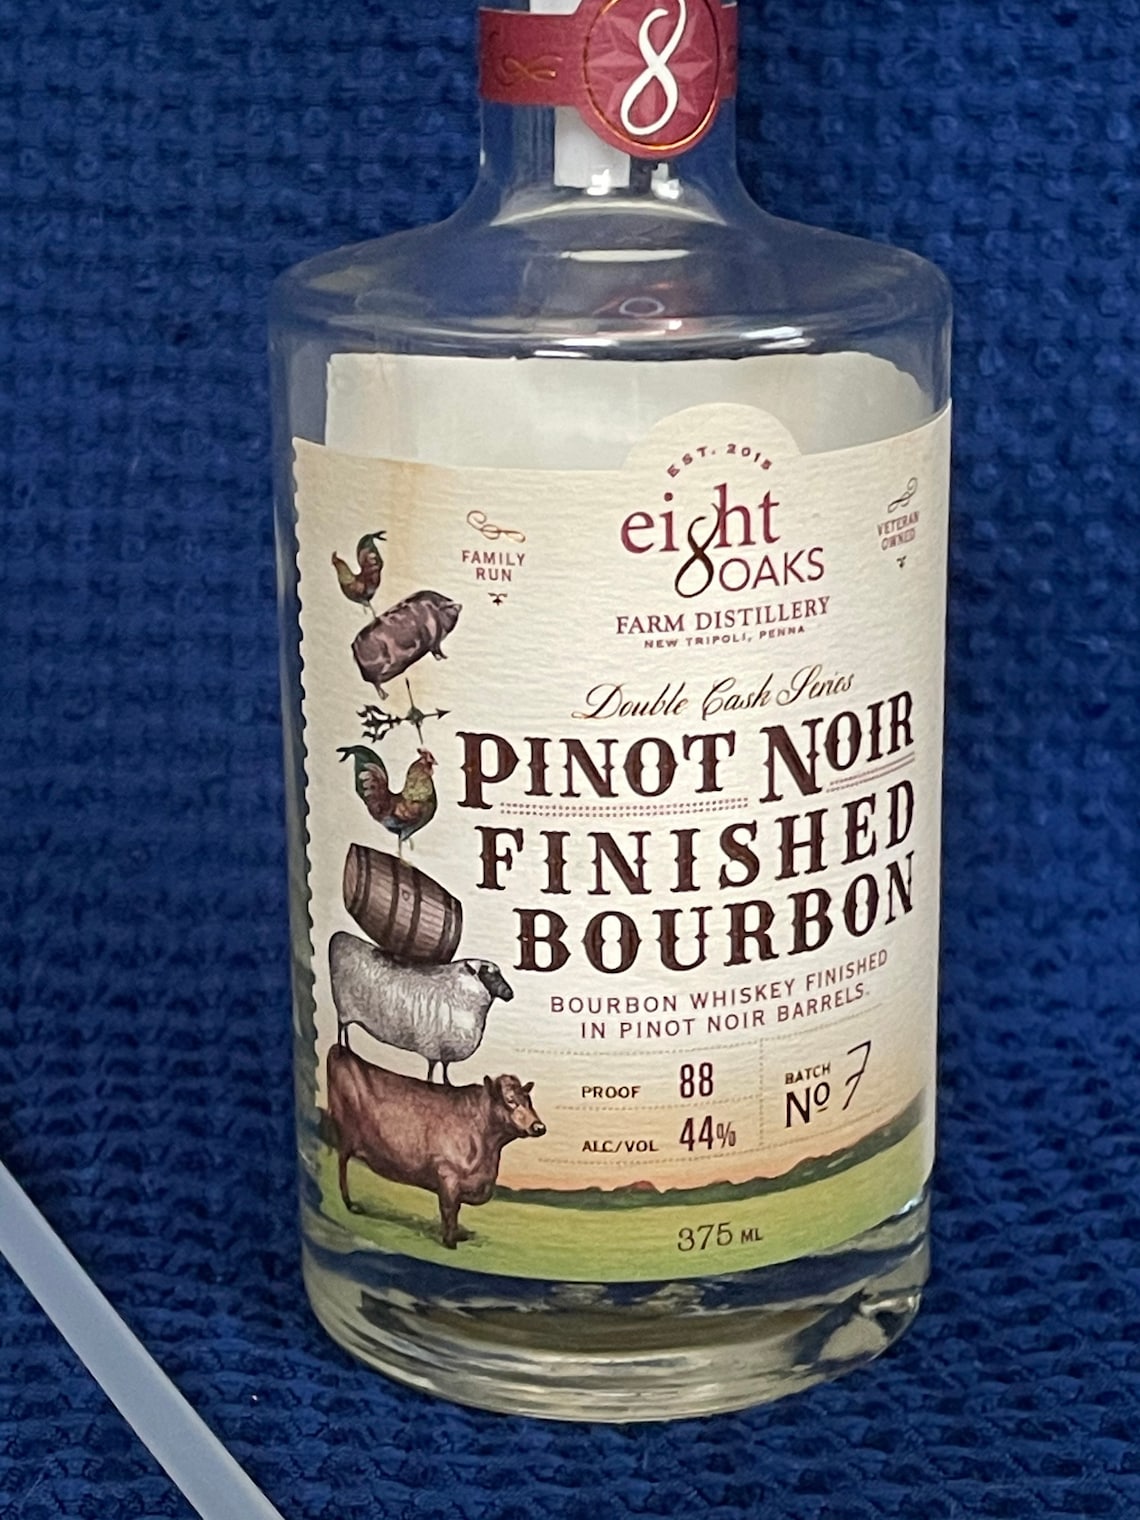 8
EST. 2015
eight
OAKS
FARM DISTILLERY
NEW TRIPOLI, PENNA
FAMILY
RUN
VETERAN
OWNED
Double Cask Series
PINOT NOIR
FINISHED
BOURBON
BOURBON WHISKEY FINISHED
IN PINOT NOIR BARRELS.
PROOF 88
ALC/VOL 44%
BATCH
Nº 7
375 ML